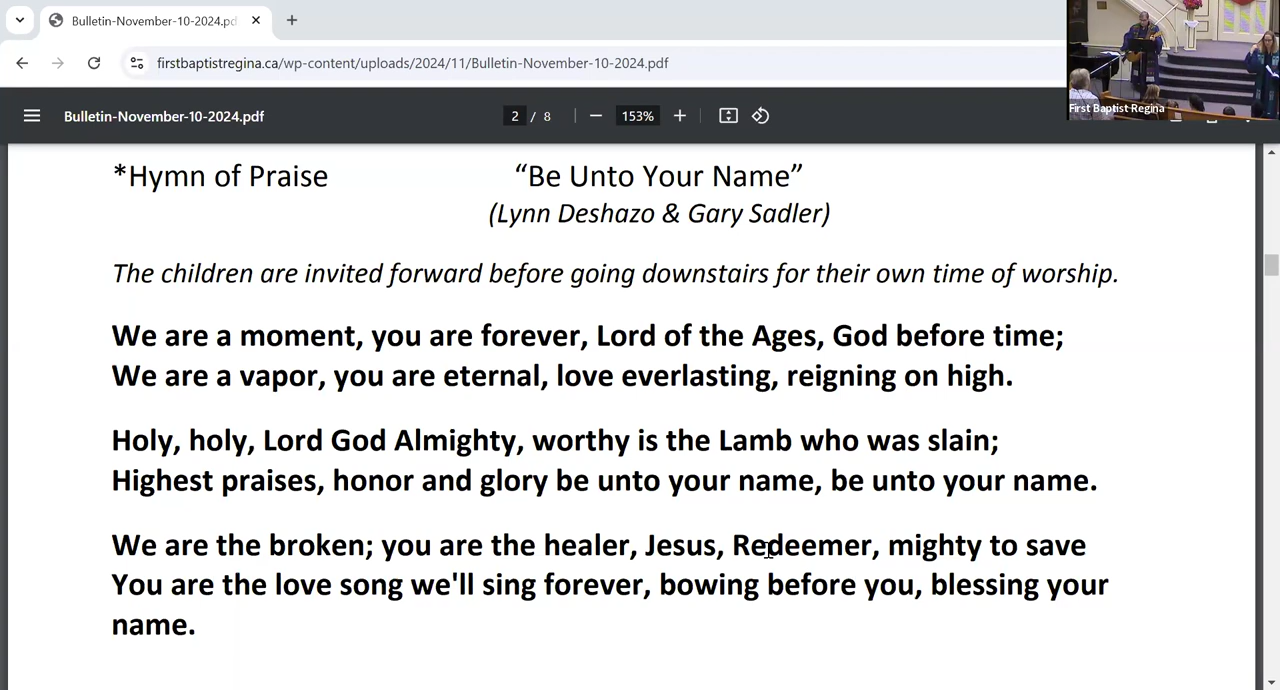 Bulletin-November-10-2024.pdf
firstbaptistregina.ca/wp-content/uploads/2024/11/Bulletin-November-10-2024.pdf
First Baptist Regina
Bulletin-November-10-2024.pdf 2 / 8 153%
*Hymn of Praise “Be Unto Your Name”
(Lynn Deshazo & Gary Sadler)
The children are invited forward before going downstairs for their own time of worship.
We are a moment, you are forever, Lord of the Ages, God before time;
We are a vapor, you are eternal, love everlasting, reigning on high.
Holy, holy, Lord God Almighty, worthy is the Lamb who was slain;
Highest praises, honor and glory be unto your name, be unto your name.
We are the broken; you are the healer, Jesus, Redeemer, mighty to save
You are the love song we'll sing forever, bowing before you, blessing your
name.